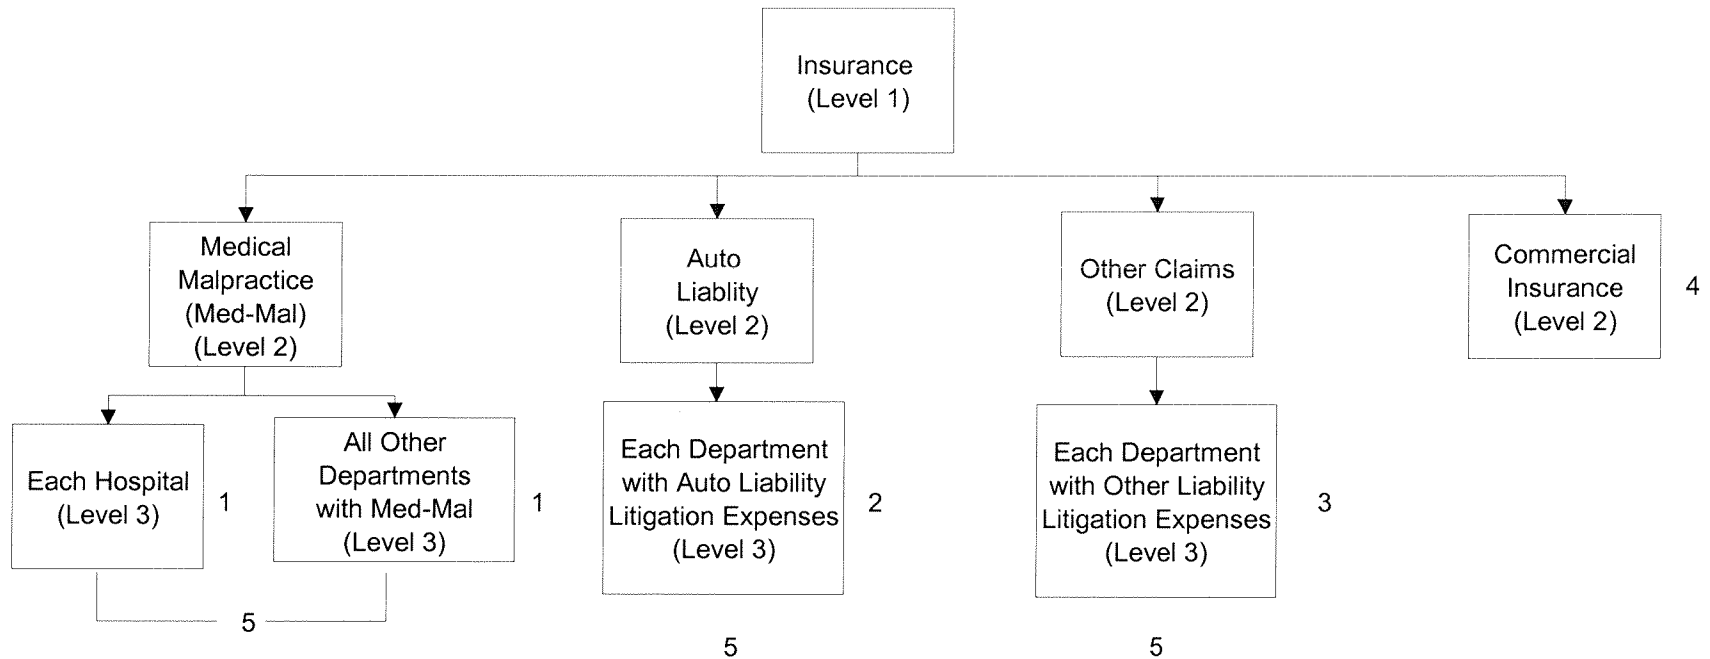 Insurance
(Level 1)
Medical
Malpractice
(Med-Mal)
(Level 2)
Auto
Liablity
(Level 2)
Other Claims
(Level 2)
Commercial
Insurance
(Level 2)
4
Each Hospital
(Level 3)
1
All Other
Departments
with Med-Mal
(Level 3)
1
Each Department
with Auto Liability
Litigation Expenses
(Level 3)
2
Each Department
with Other Liability
Litigation Expenses
(Level 3)
3
5
5
5